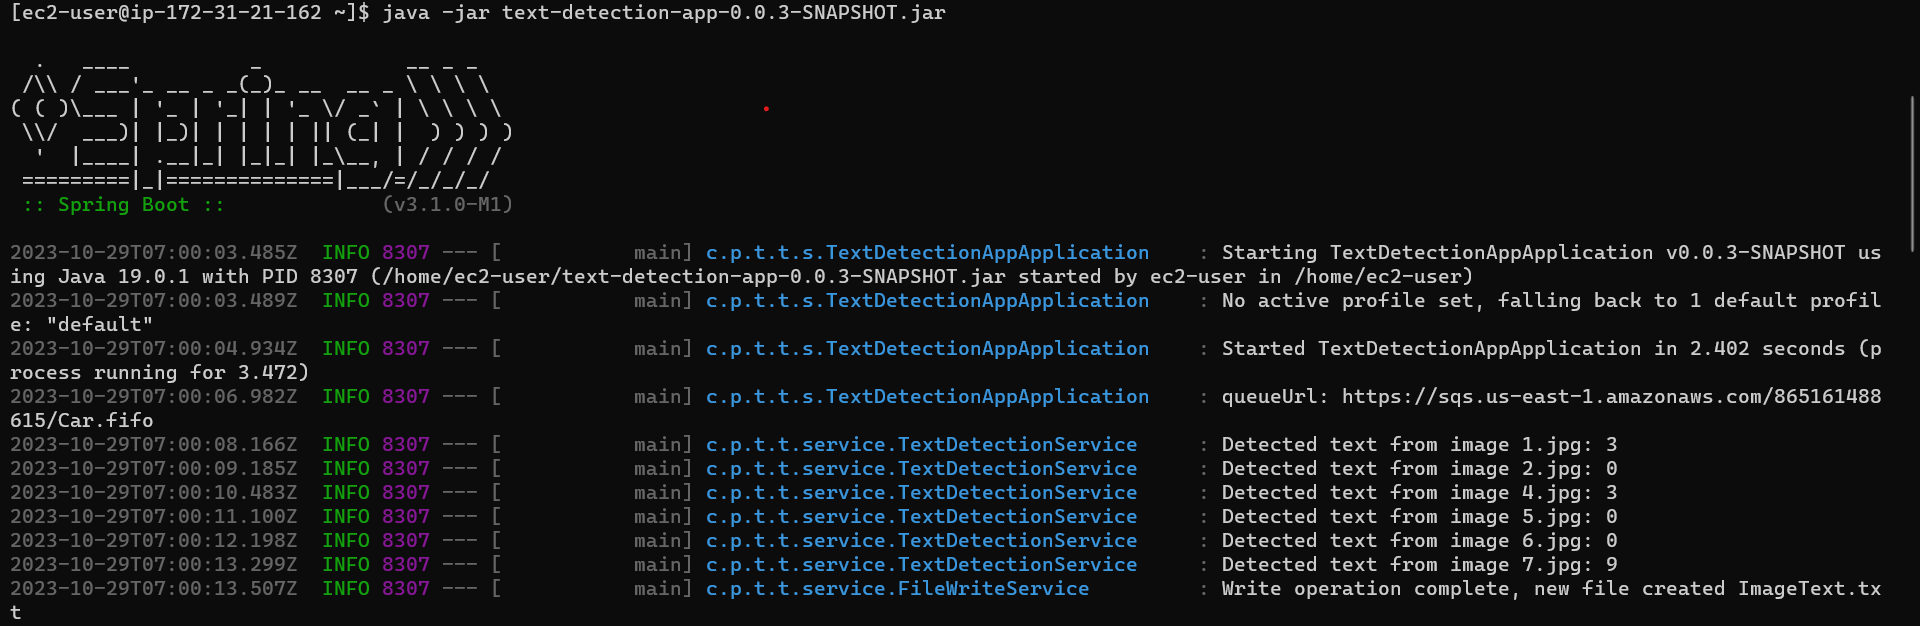 [ec2-user@ip-172-31-21-162 ~]$ java -jar text-detection-app-0.0.3-SNAPSHOT.jar
  .   ____          _            __ _ _
 /\\ / ___'_ __ _ _(_)_ __  __ _ \ \ \ \
( ( )\___ | '_ | '_| | '_ \/ _` | \ \ \ \
 \\/  ___)| |_)| | | | | || (_| |  ) ) ) )
  '  |____| .__|_| |_|_| |_\__, | / / / /
 =========|_|==============|___/=/_/_/_/
 :: Spring Boot ::             (v3.1.0-M1)
2023-10-29T07:00:03.485Z  INFO 8307 --- [           main] c.p.t.t.s.TextDetectionAppApplication    : Starting TextDetectionAppApplication v0.0.3-SNAPSHOT us
ing Java 19.0.1 with PID 8307 (/home/ec2-user/text-detection-app-0.0.3-SNAPSHOT.jar started by ec2-user in /home/ec2-user)
2023-10-29T07:00:03.489Z  INFO 8307 --- [           main] c.p.t.t.s.TextDetectionAppApplication    : No active profile set, falling back to 1 default profil
e: "default"
2023-10-29T07:00:04.934Z  INFO 8307 --- [           main] c.p.t.t.s.TextDetectionAppApplication    : Started TextDetectionAppApplication in 2.402 seconds (p
rocess running for 3.472)
2023-10-29T07:00:06.982Z  INFO 8307 --- [           main] c.p.t.t.s.TextDetectionAppApplication    : queueUrl: https://sqs.us-east-1.amazonaws.com/865161488
615/Car.fifo
2023-10-29T07:00:08.166Z  INFO 8307 --- [           main] c.p.t.t.service.TextDetectionService     : Detected text from image 1.jpg: 3
2023-10-29T07:00:09.185Z  INFO 8307 --- [           main] c.p.t.t.service.TextDetectionService     : Detected text from image 2.jpg: 0
2023-10-29T07:00:10.483Z  INFO 8307 --- [           main] c.p.t.t.service.TextDetectionService     : Detected text from image 4.jpg: 3
2023-10-29T07:00:11.100Z  INFO 8307 --- [           main] c.p.t.t.service.TextDetectionService     : Detected text from image 5.jpg: 0
2023-10-29T07:00:12.198Z  INFO 8307 --- [           main] c.p.t.t.service.TextDetectionService     : Detected text from image 6.jpg: 0
2023-10-29T07:00:13.299Z  INFO 8307 --- [           main] c.p.t.t.service.TextDetectionService     : Detected text from image 7.jpg: 9
2023-10-29T07:00:13.507Z  INFO 8307 --- [           main] c.p.t.t.service.FileWriteService         : Write operation complete, new file created ImageText.tx
t